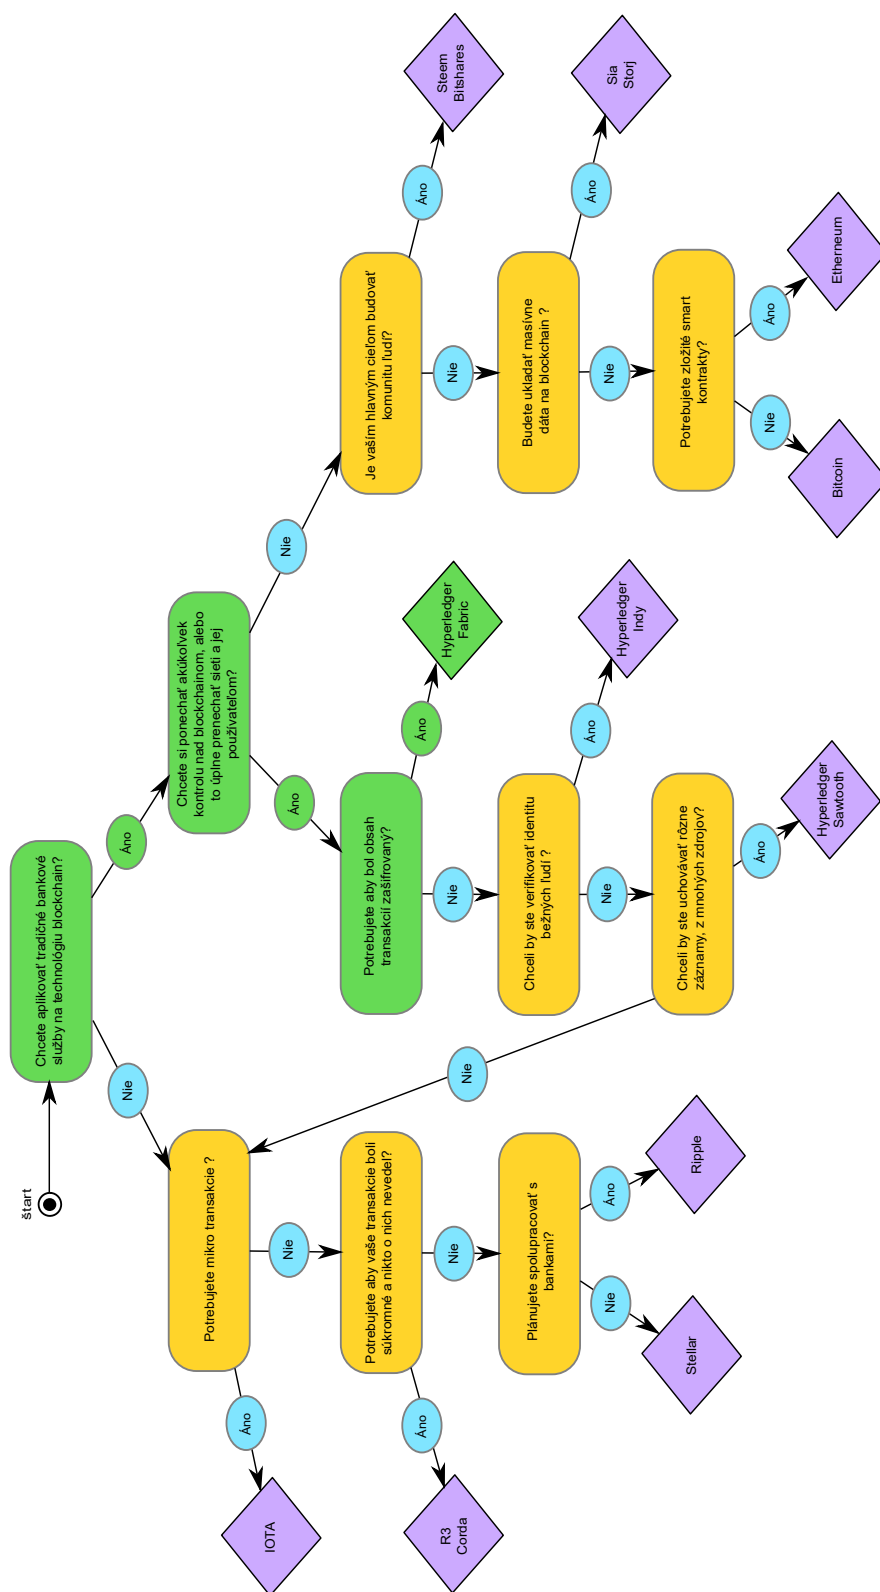 štart
Chcete aplikovať tradičné bankové
služby na technológiu blockchain?
Nie
Áno
Potrebujete mikro transakcie ?
Chcete si ponechať akúkoľvek
kontrolu nad blockchainom, alebo
to úplne prenechať sieti a jej
používateľom?
Áno
Nie
Áno
Nie
IOTA
Potrebujete aby vaše transakcie boli
súkromné a nikto o nich nevedel?
Potrebujete aby bol obsah
transakcií zašifrovaný?
Je vaším hlavným cieľom budovať
komunitu ľudí?
Áno
Nie
Nie
Áno
Nie
Áno
R3
Corda
Hyperledger
Fabric
Steem
Bitshares
Plánujete spolupracovať s
bankami?
Chceli by ste verifikovať identitu
bežných ľudí ?
Budete ukladať masívne
dáta na blockchain ?
Nie
Áno
Nie
Nie
Áno
Nie
Áno
Stellar
Ripple
Hyperledger
Indy
Sia
Storj
Chceli by ste uchovávať rôzne
záznamy, z mnohých zdrojov?
Potrebujete zložité smart
kontrakty?
Áno
Nie
Áno
Hyperledger
Sawtooth
Bitcoin
Etherneum